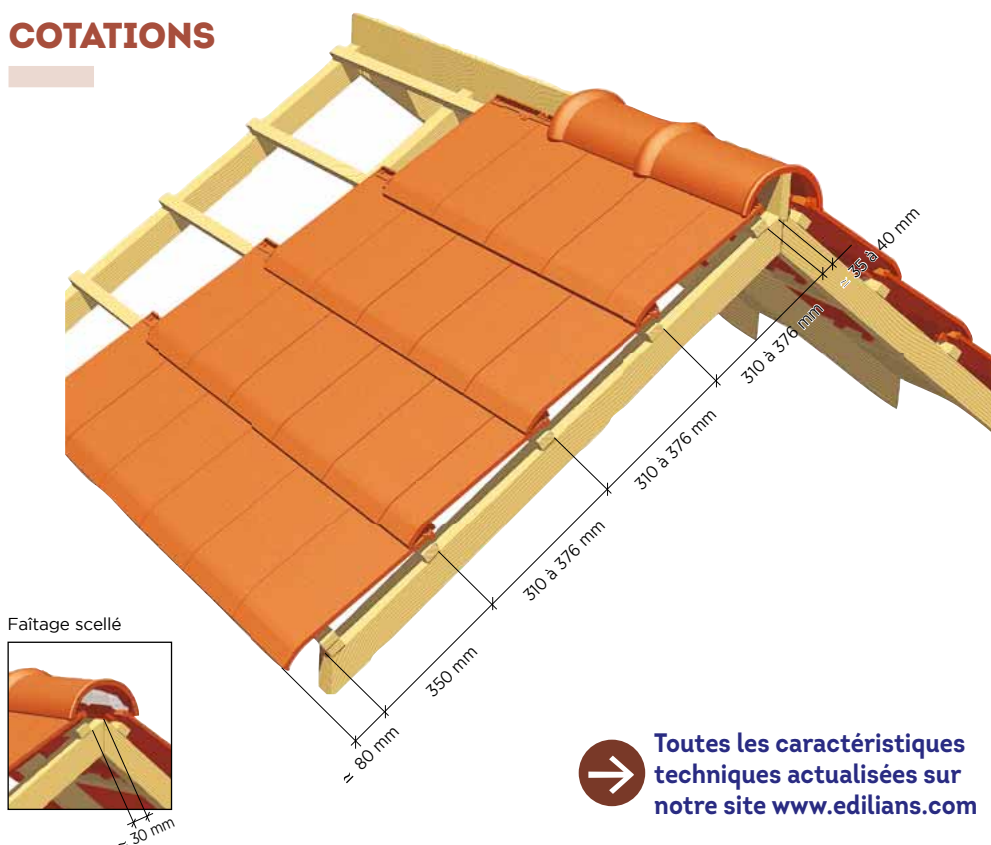 COTATIONS
≃ 35 à 40 mm
310 à 376 mm
310 à 376 mm
310 à 376 mm
350 mm
≃ 80 mm
Faîtage scellé
≃ 30 mm
Toutes les caractéristiques
techniques actualisées sur
notre site www.edilians.com